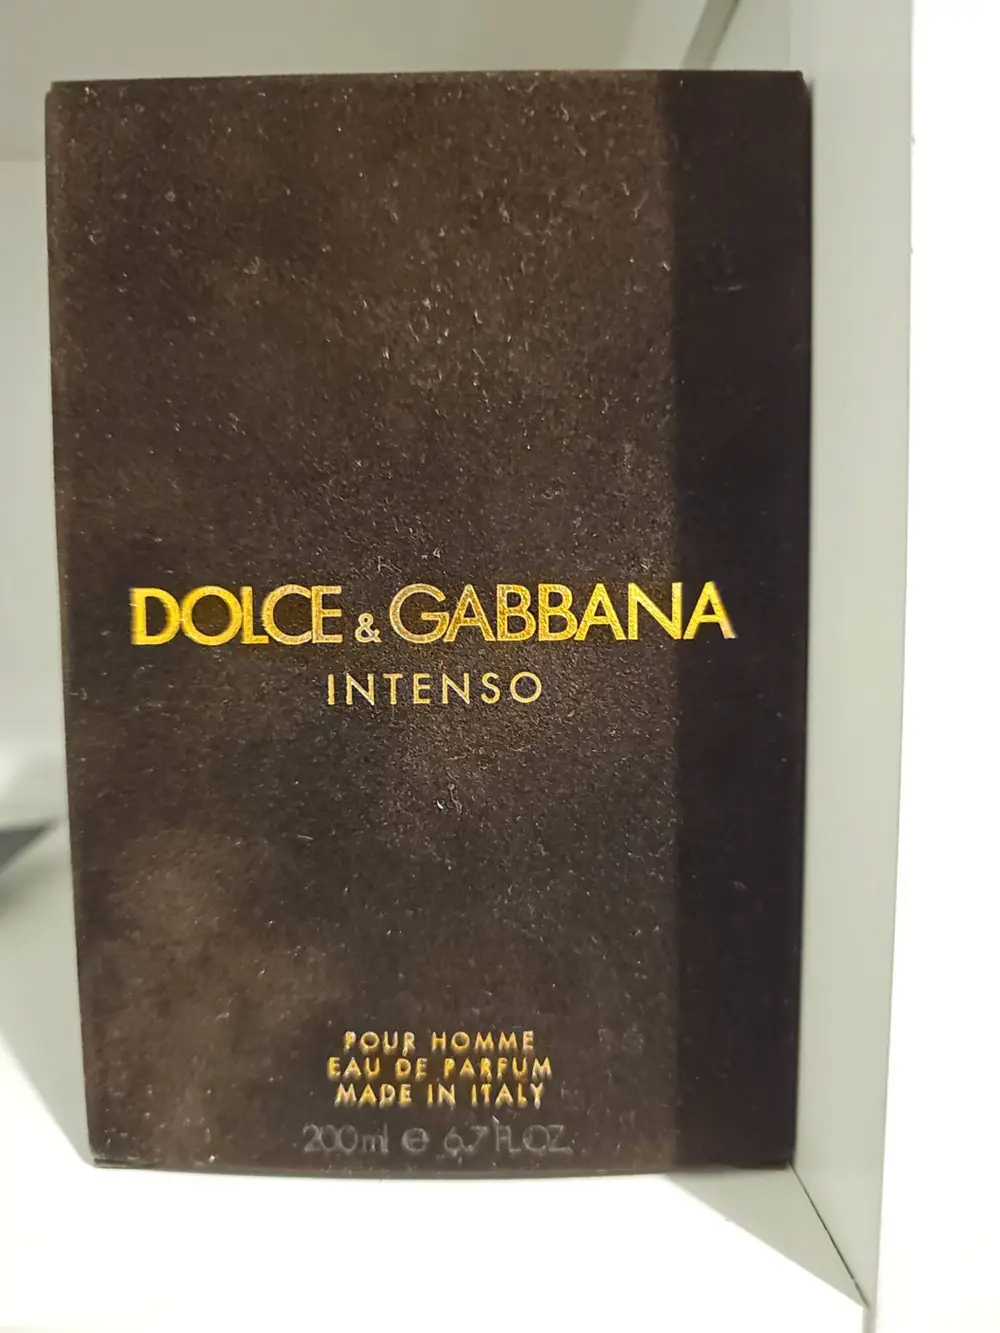 DOLCE & GABBANA
INTENSO
POUR HOMME
EAU DE PARFUM
MADE IN ITALY
200ml ℮ 6.7 FL.OZ.